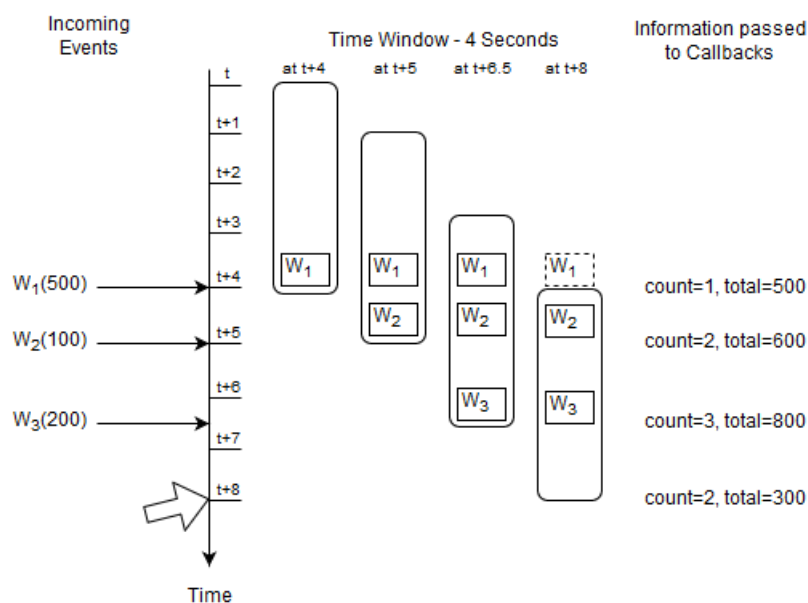 Incoming
Events
Time Window - 4 Seconds
Information passed
to Callbacks
at t+4
at t+5
at t+6.5
at t+8
t
t+1
t+2
t+3
t+4
t+5
t+6
t+7
t+8
W1(500)
W2(100)
W3(200)
W1
W1
W2
W1
W2
W3
W1
W2
W3
count=1, total=500
count=2, total=600
count=3, total=800
count=2, total=300
Time